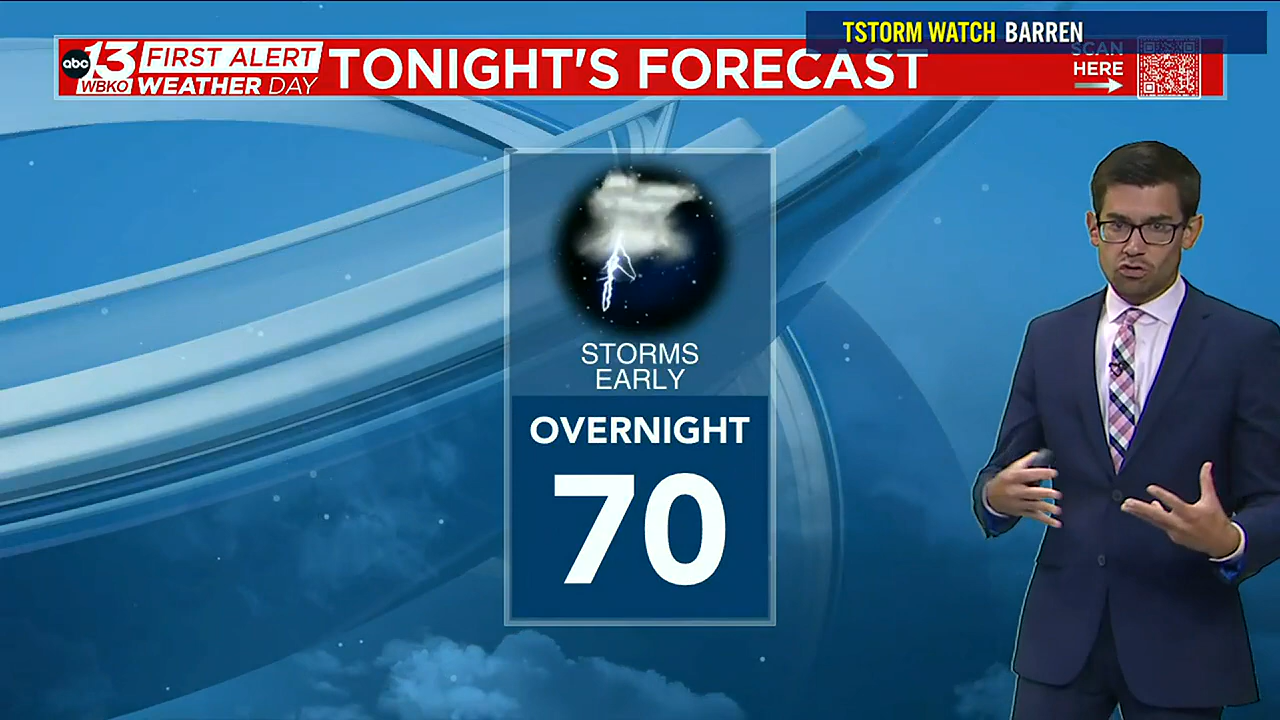 TSTORM WATCH BARREN
abc 13 FIRST ALERT
WBKO WEATHER DAY
TONIGHT'S FORECAST
SCAN
HERE
STORMS
EARLY
OVERNIGHT
70